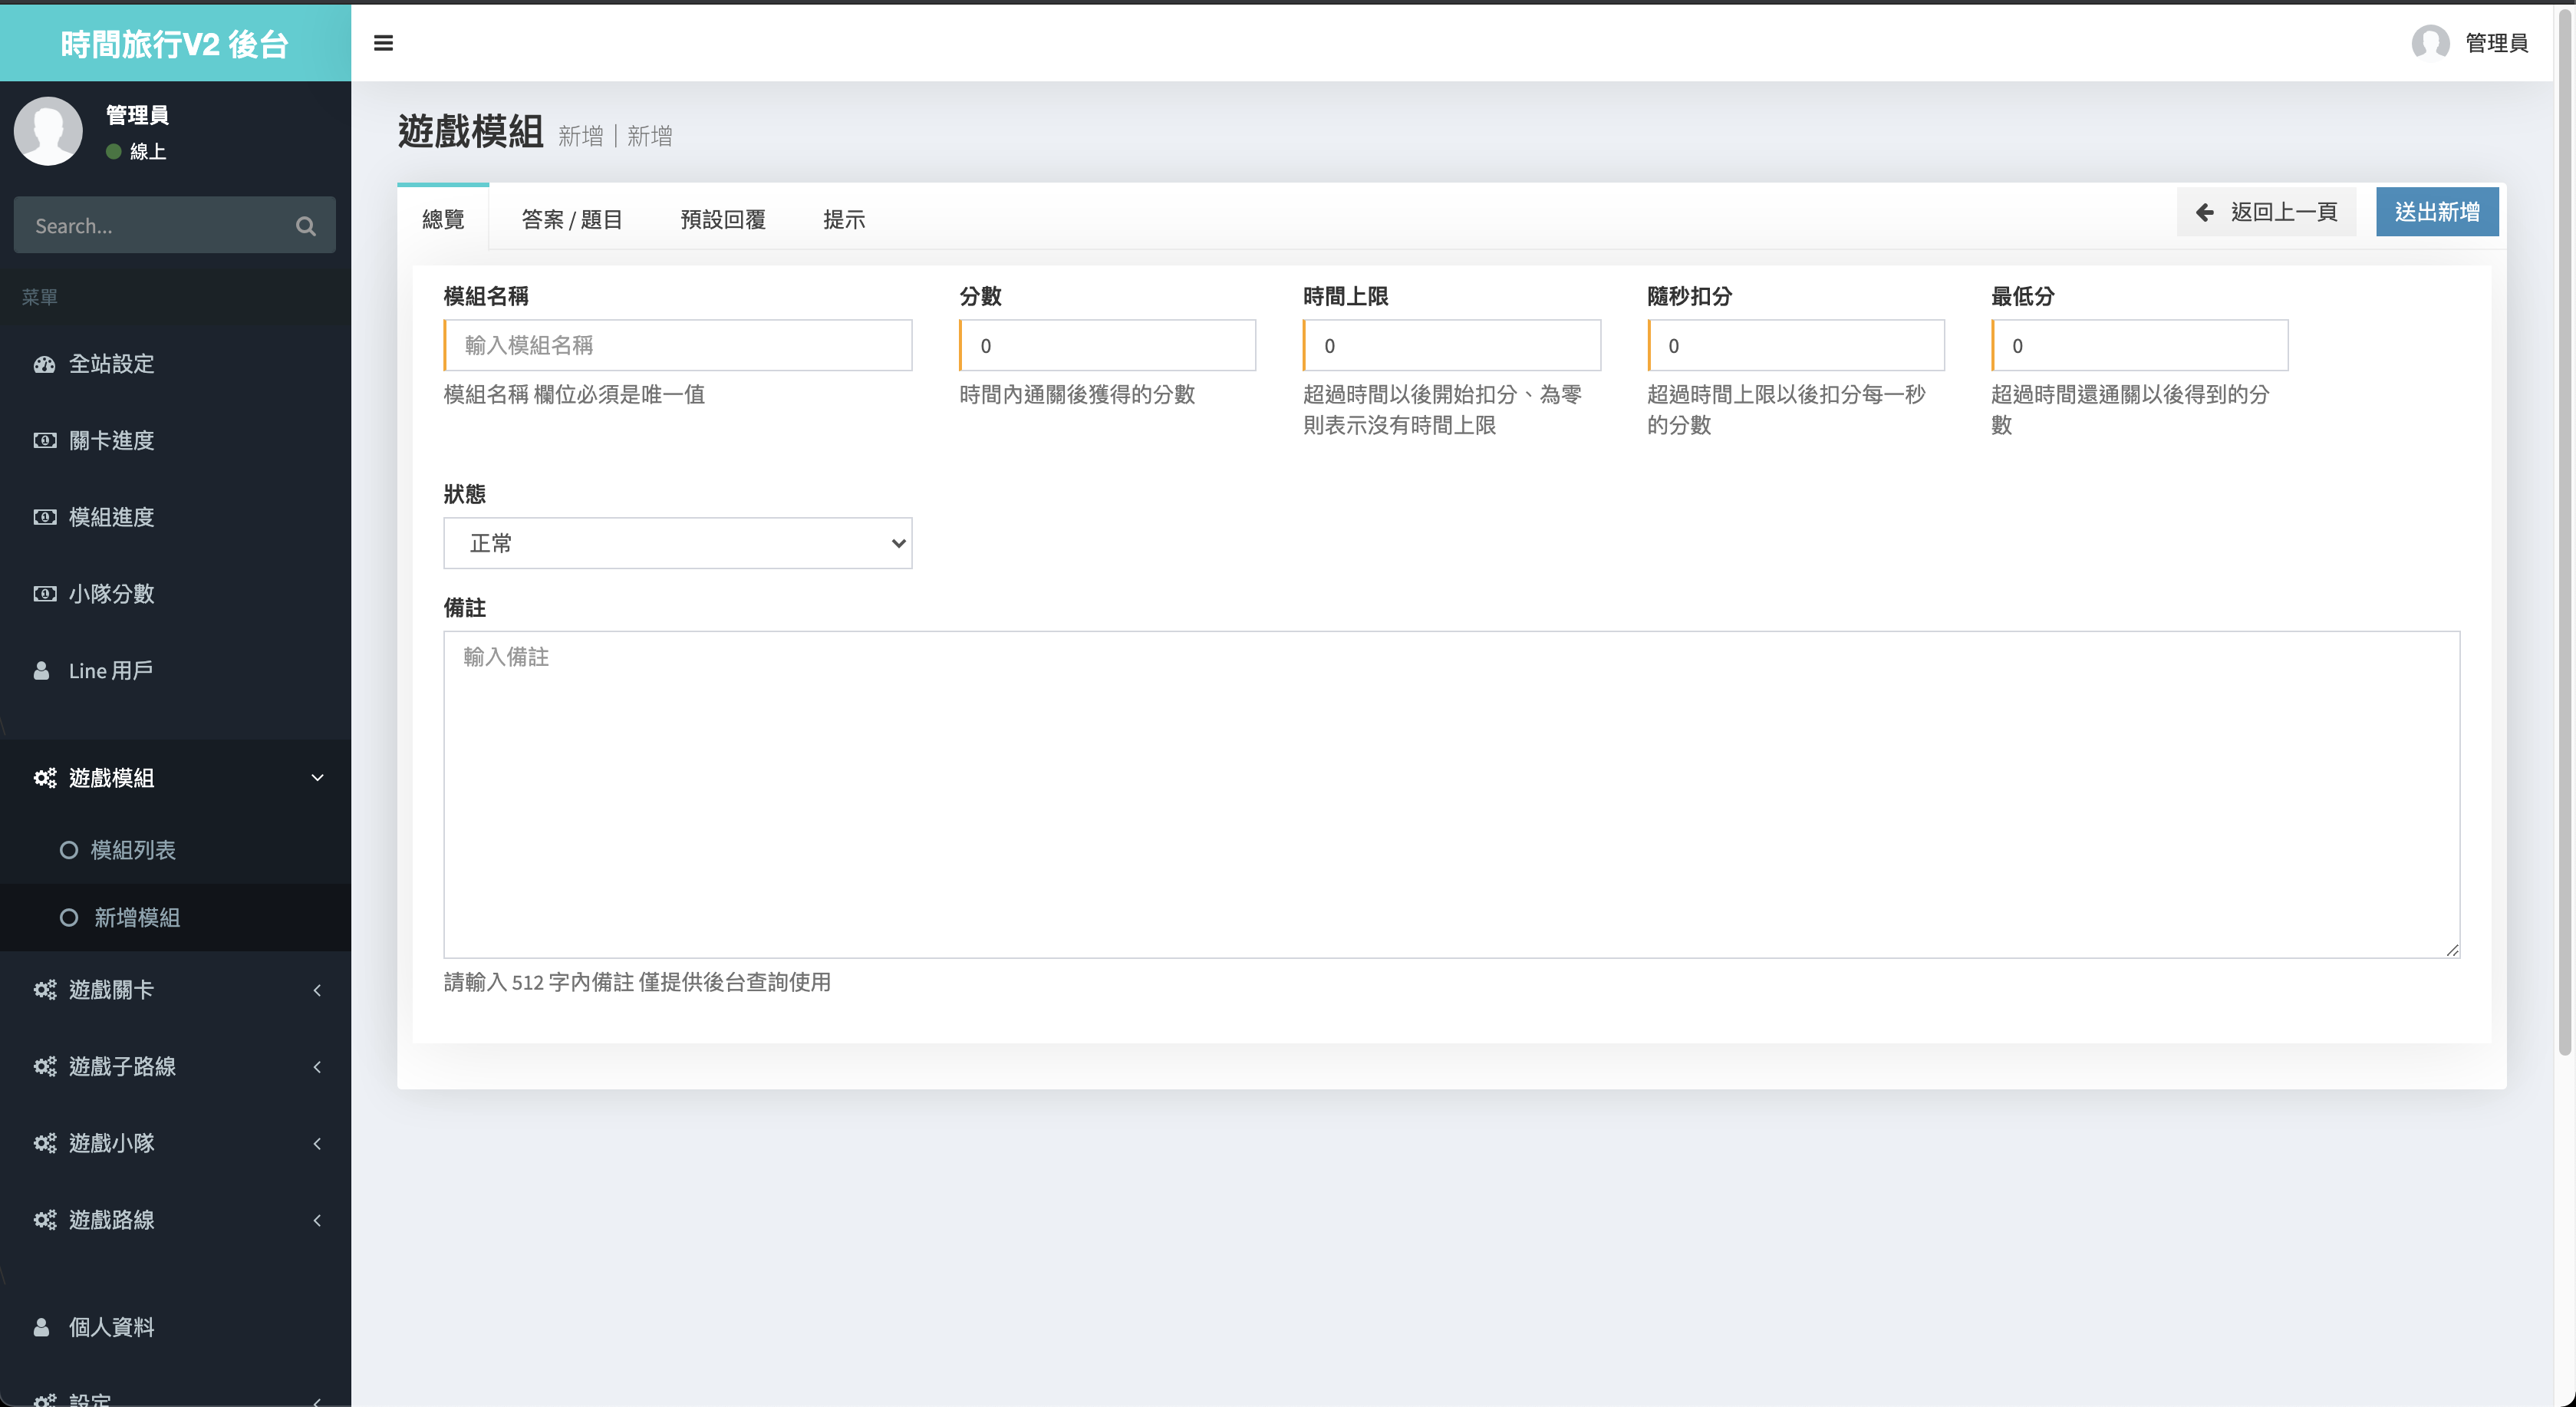 時間旅行V2 後台
管理員
管理員
線上
Search...
菜單
全站設定
關卡進度
模組進度
小隊分數
Line 用戶
遊戲模組
模組列表
新增模組
遊戲關卡
遊戲子路線
遊戲小隊
遊戲路線
個人資料
設定
遊戲模組 新增 | 新增
總覽 答案 / 題目 預設回覆 提示 返回上一頁 送出新增
模組名稱 分數 時間上限 隨秒扣分 最低分
輸入模組名稱 0 0 0 0
模組名稱 欄位必須是唯一值 時間內通關後獲得的分數 超過時間以後開始扣分、為零 超過時間上限以後扣分每一秒 超過時間還通關以後得到的分
則表示沒有時間上限 的分數 數
狀態
正常
備註
輸入備註
請輸入 512 字內備註 僅提供後台查詢使用